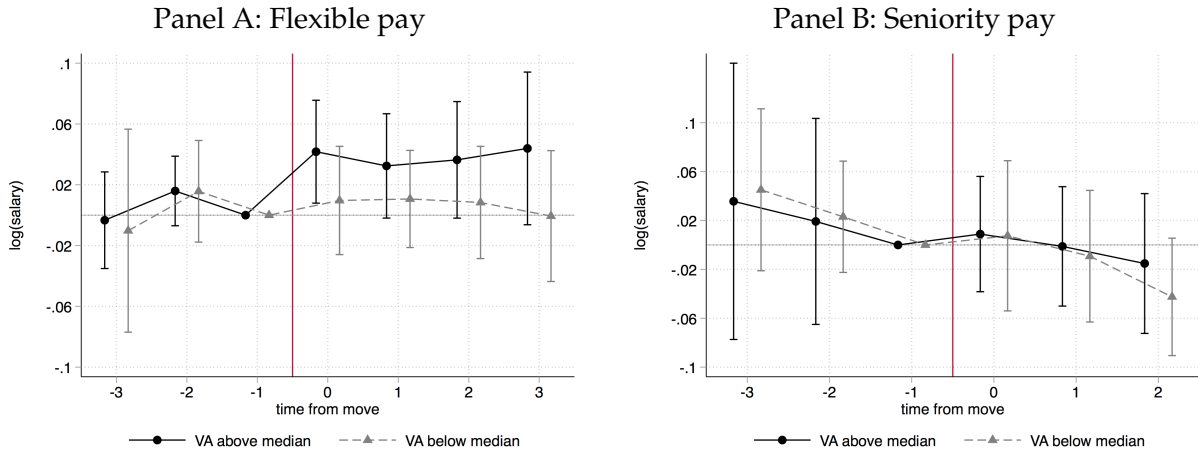 Panel A: Flexible pay
.1
.06
.02
-.02
-.06
-.1
log(salary)
-3 -2 -1 0 1 2 3
time from move
VA above median VA below median
Panel B: Seniority pay
.1
.06
.02
-.02
-.06
-.1
log(salary)
-3 -2 -1 0 1 2
time from move
VA above median VA below median